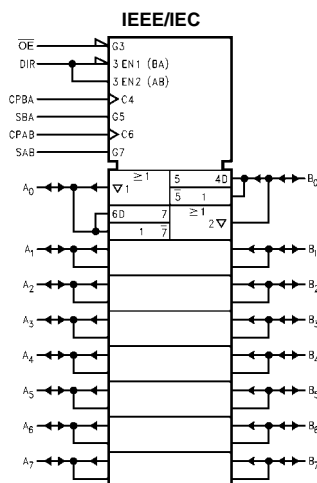 IEEE/IEC
OE G3
DIR 3 EN1 (BA)
3 EN2 (AB)
CPBA C4
SBA G5
CPAB C6
SAB G7
A0 ≥1 5 4D B0
▽1 5 1
6D 7 ≥1
1 7 2▽
A1 B1
A2 B2
A3 B3
A4 B4
A5 B5
A6 B6
A7 B7